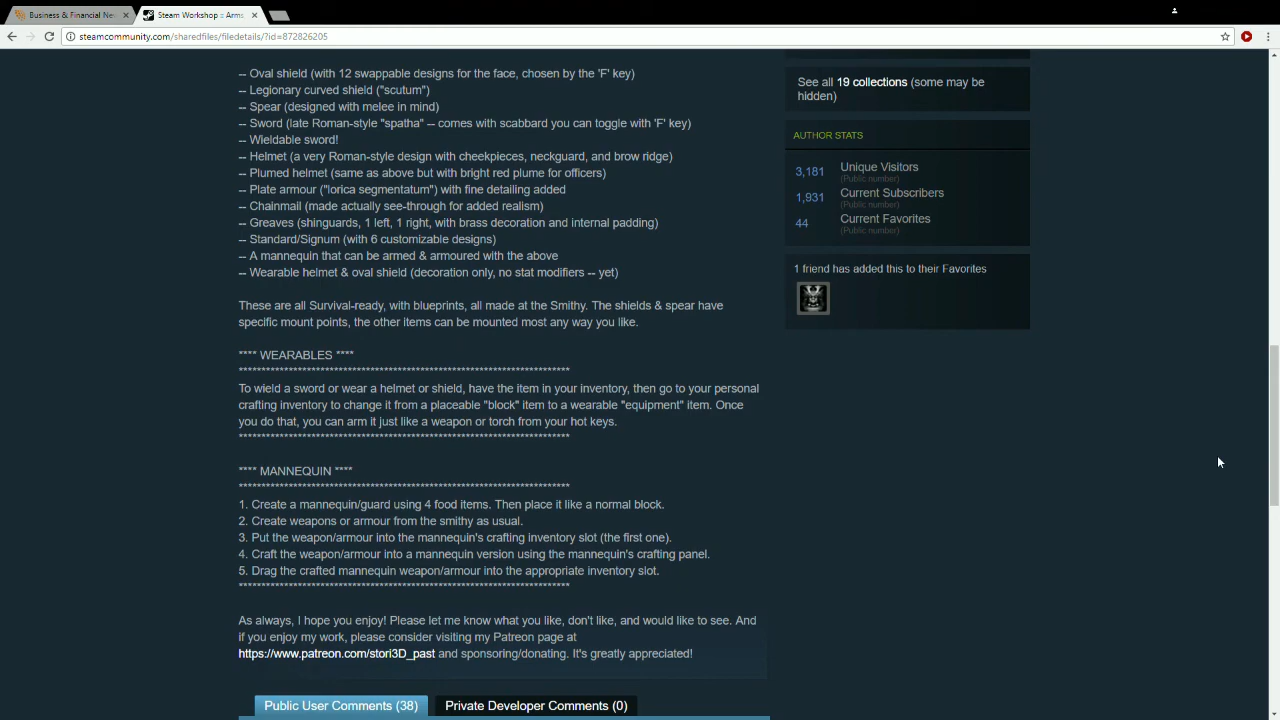 Business & Financial Ne
Steam Workshop :: Arms
steamcommunity.com/sharedfiles/filedetails/?id=872826205
-- Oval shield (with 12 swappable designs for the face, chosen by the 'F' key)
-- Legionary curved shield ("scutum")
-- Spear (designed with melee in mind)
-- Sword (late Roman-style "spatha" -- comes with scabbard you can toggle with 'F' key)
-- Wieldable sword!
-- Helmet (a very Roman-style design with cheekpieces, neckguard, and brow ridge)
-- Plumed helmet (same as above but with bright red plume for officers)
-- Plate armour ("lorica segmentatum") with fine detailing added
-- Chainmail (made actually see-through for added realism)
-- Greaves (shinguards, 1 left, 1 right, with brass decoration and internal padding)
-- Standard/Signum (with 6 customizable designs)
-- A mannequin that can be armed & armoured with the above
-- Wearable helmet & oval shield (decoration only, no stat modifiers -- yet)
These are all Survival-ready, with blueprints, all made at the Smithy. The shields & spear have
specific mount points, the other items can be mounted most any way you like.
**** WEARABLES ****
*************************************************************************
To wield a sword or wear a helmet or shield, have the item in your inventory, then go to your personal
crafting inventory to change it from a placeable "block" item to a wearable "equipment" item. Once
you do that, you can arm it just like a weapon or torch from your hot keys.
*************************************************************************
**** MANNEQUIN ****
*************************************************************************
1. Create a mannequin/guard using 4 food items. Then place it like a normal block.
2. Create weapons or armour from the smithy as usual.
3. Put the weapon/armour into the mannequin's crafting inventory slot (the first one).
4. Craft the weapon/armour into a mannequin version using the mannequin's crafting panel.
5. Drag the crafted mannequin weapon/armour into the appropriate inventory slot.
*************************************************************************
As always, I hope you enjoy! Please let me know what you like, don't like, and would like to see. And
if you enjoy my work, please consider visiting my Patreon page at
https://www.patreon.com/stori3D_past and sponsoring/donating. It's greatly appreciated!
Public User Comments (38)
Private Developer Comments (0)
See all 19 collections (some may
be hidden)
AUTHOR STATS
3,181 Unique Visitors
(Public number)
1,931 Current Subscribers
(Public number)
44 Current Favorites
(Public number)
1 friend has added this to their Favorites